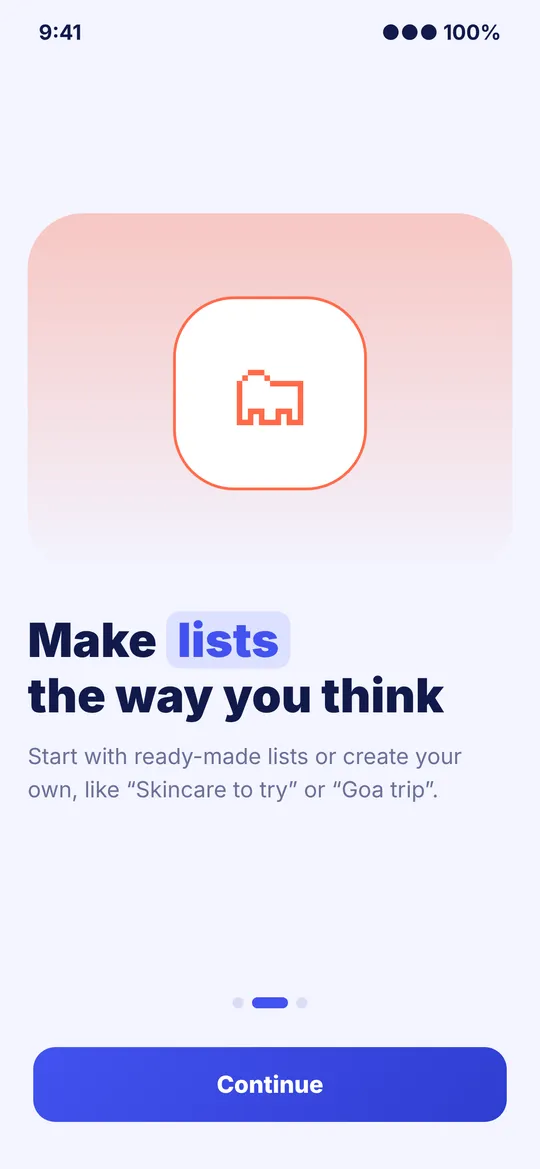 9:41
100%
Make lists
the way you think
Start with ready-made lists or create your
own, like “Skincare to try” or “Goa trip”.
Continue